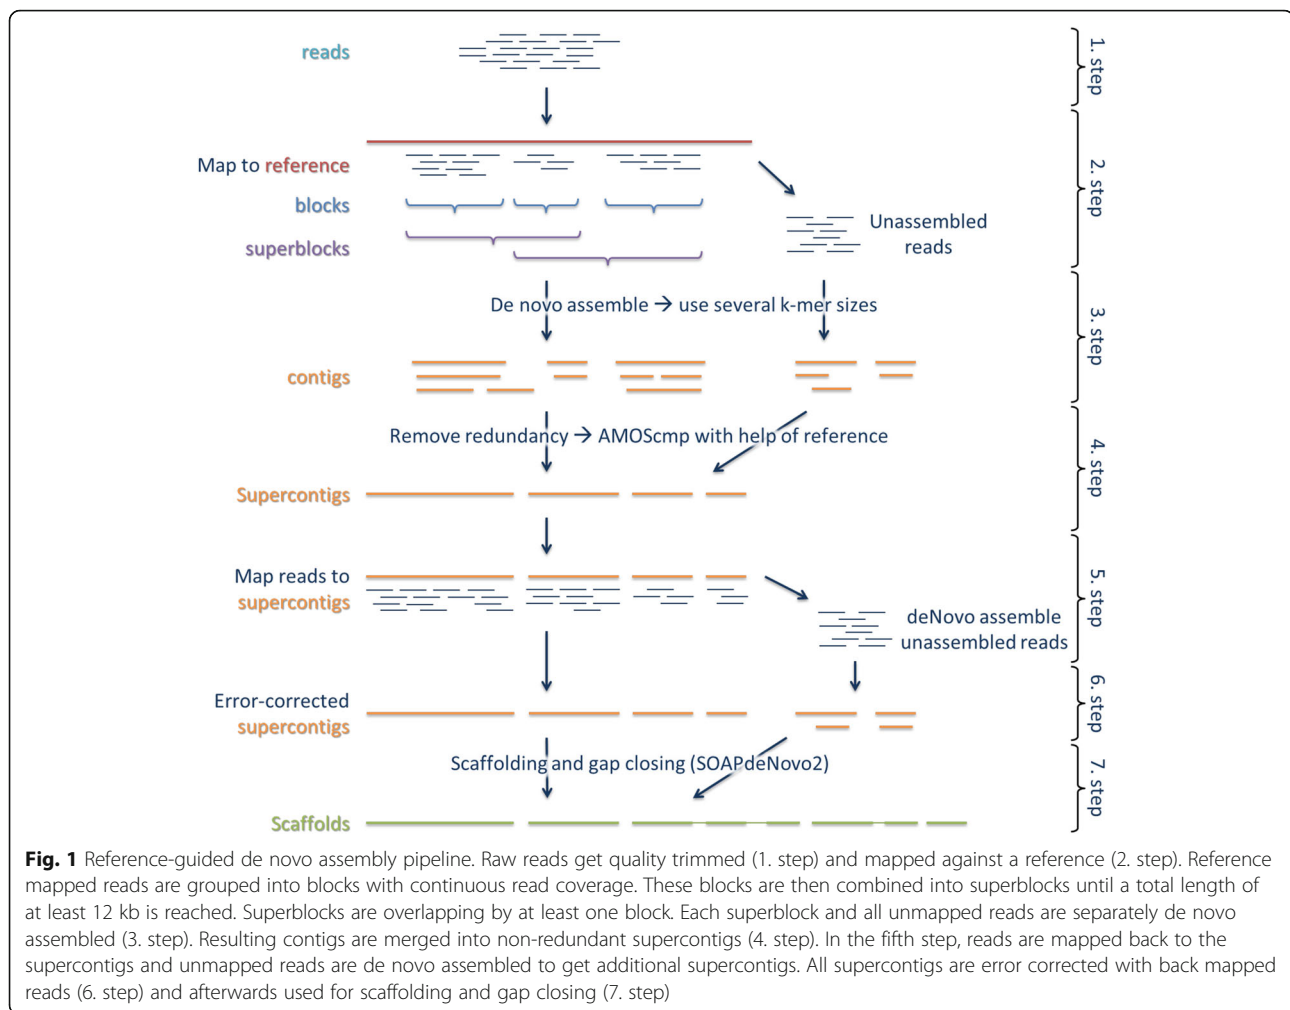 reads
1. step
Map to reference
blocks
superblocks
Unassembled
reads
2. step
De novo assemble → use several k-mer sizes
contigs
3. step
Remove redundancy → AMOScmp with help of reference
Supercontigs
4. step
Map reads to
supercontigs
deNovo assemble
unassembled reads
5. step
Error-corrected
supercontigs
6. step
Scaffolding and gap closing (SOAPdeNovo2)
Scaffolds
7. step
Fig. 1 Reference-guided de novo assembly pipeline. Raw reads get quality trimmed (1. step) and mapped against a reference (2. step). Reference
mapped reads are grouped into blocks with continuous read coverage. These blocks are then combined into superblocks until a total length of
at least 12 kb is reached. Superblocks are overlapping by at least one block. Each superblock and all unmapped reads are separately de novo
assembled (3. step). Resulting contigs are merged into non-redundant supercontigs (4. step). In the fifth step, reads are mapped back to the
supercontigs and unmapped reads are de novo assembled to get additional supercontigs. All supercontigs are error corrected with back mapped
reads (6. step) and afterwards used for scaffolding and gap closing (7. step)